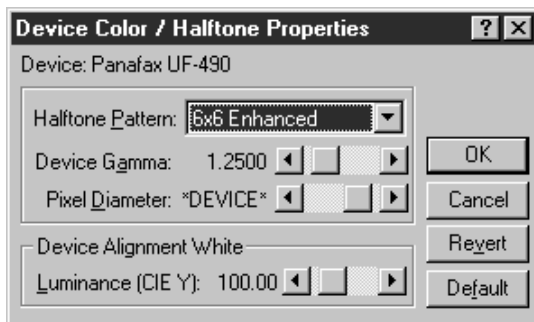 Device Color / Halftone Properties
Device: Panafax UF-490
Halftone Pattern: 6x6 Enhanced
Device Gamma: 1.2500
OK
Pixel Diameter: *DEVICE*
Cancel
Device Alignment White
Revert
Luminance (CIE Y): 100.00
Default